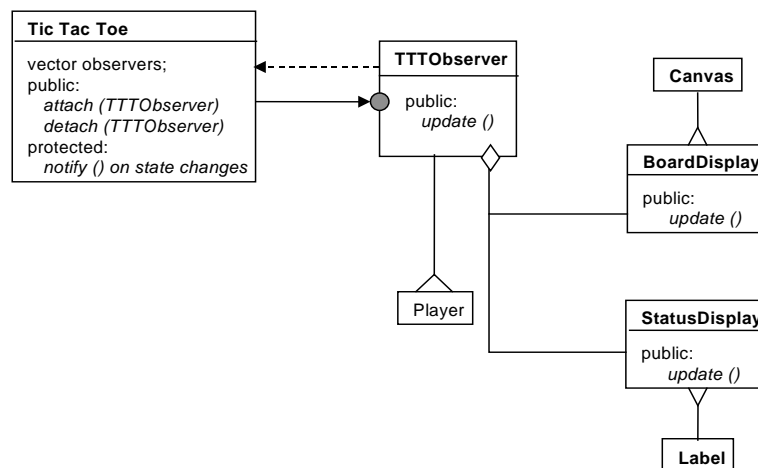 Tic Tac Toe
vector observers;
public:
attach (TTTObserver)
detach (TTTObserver)
protected:
notify () on state changes
TTTObserver
public:
update ()
Player
Canvas
BoardDisplay
public:
update ()
StatusDisplay
public:
update ()
Label